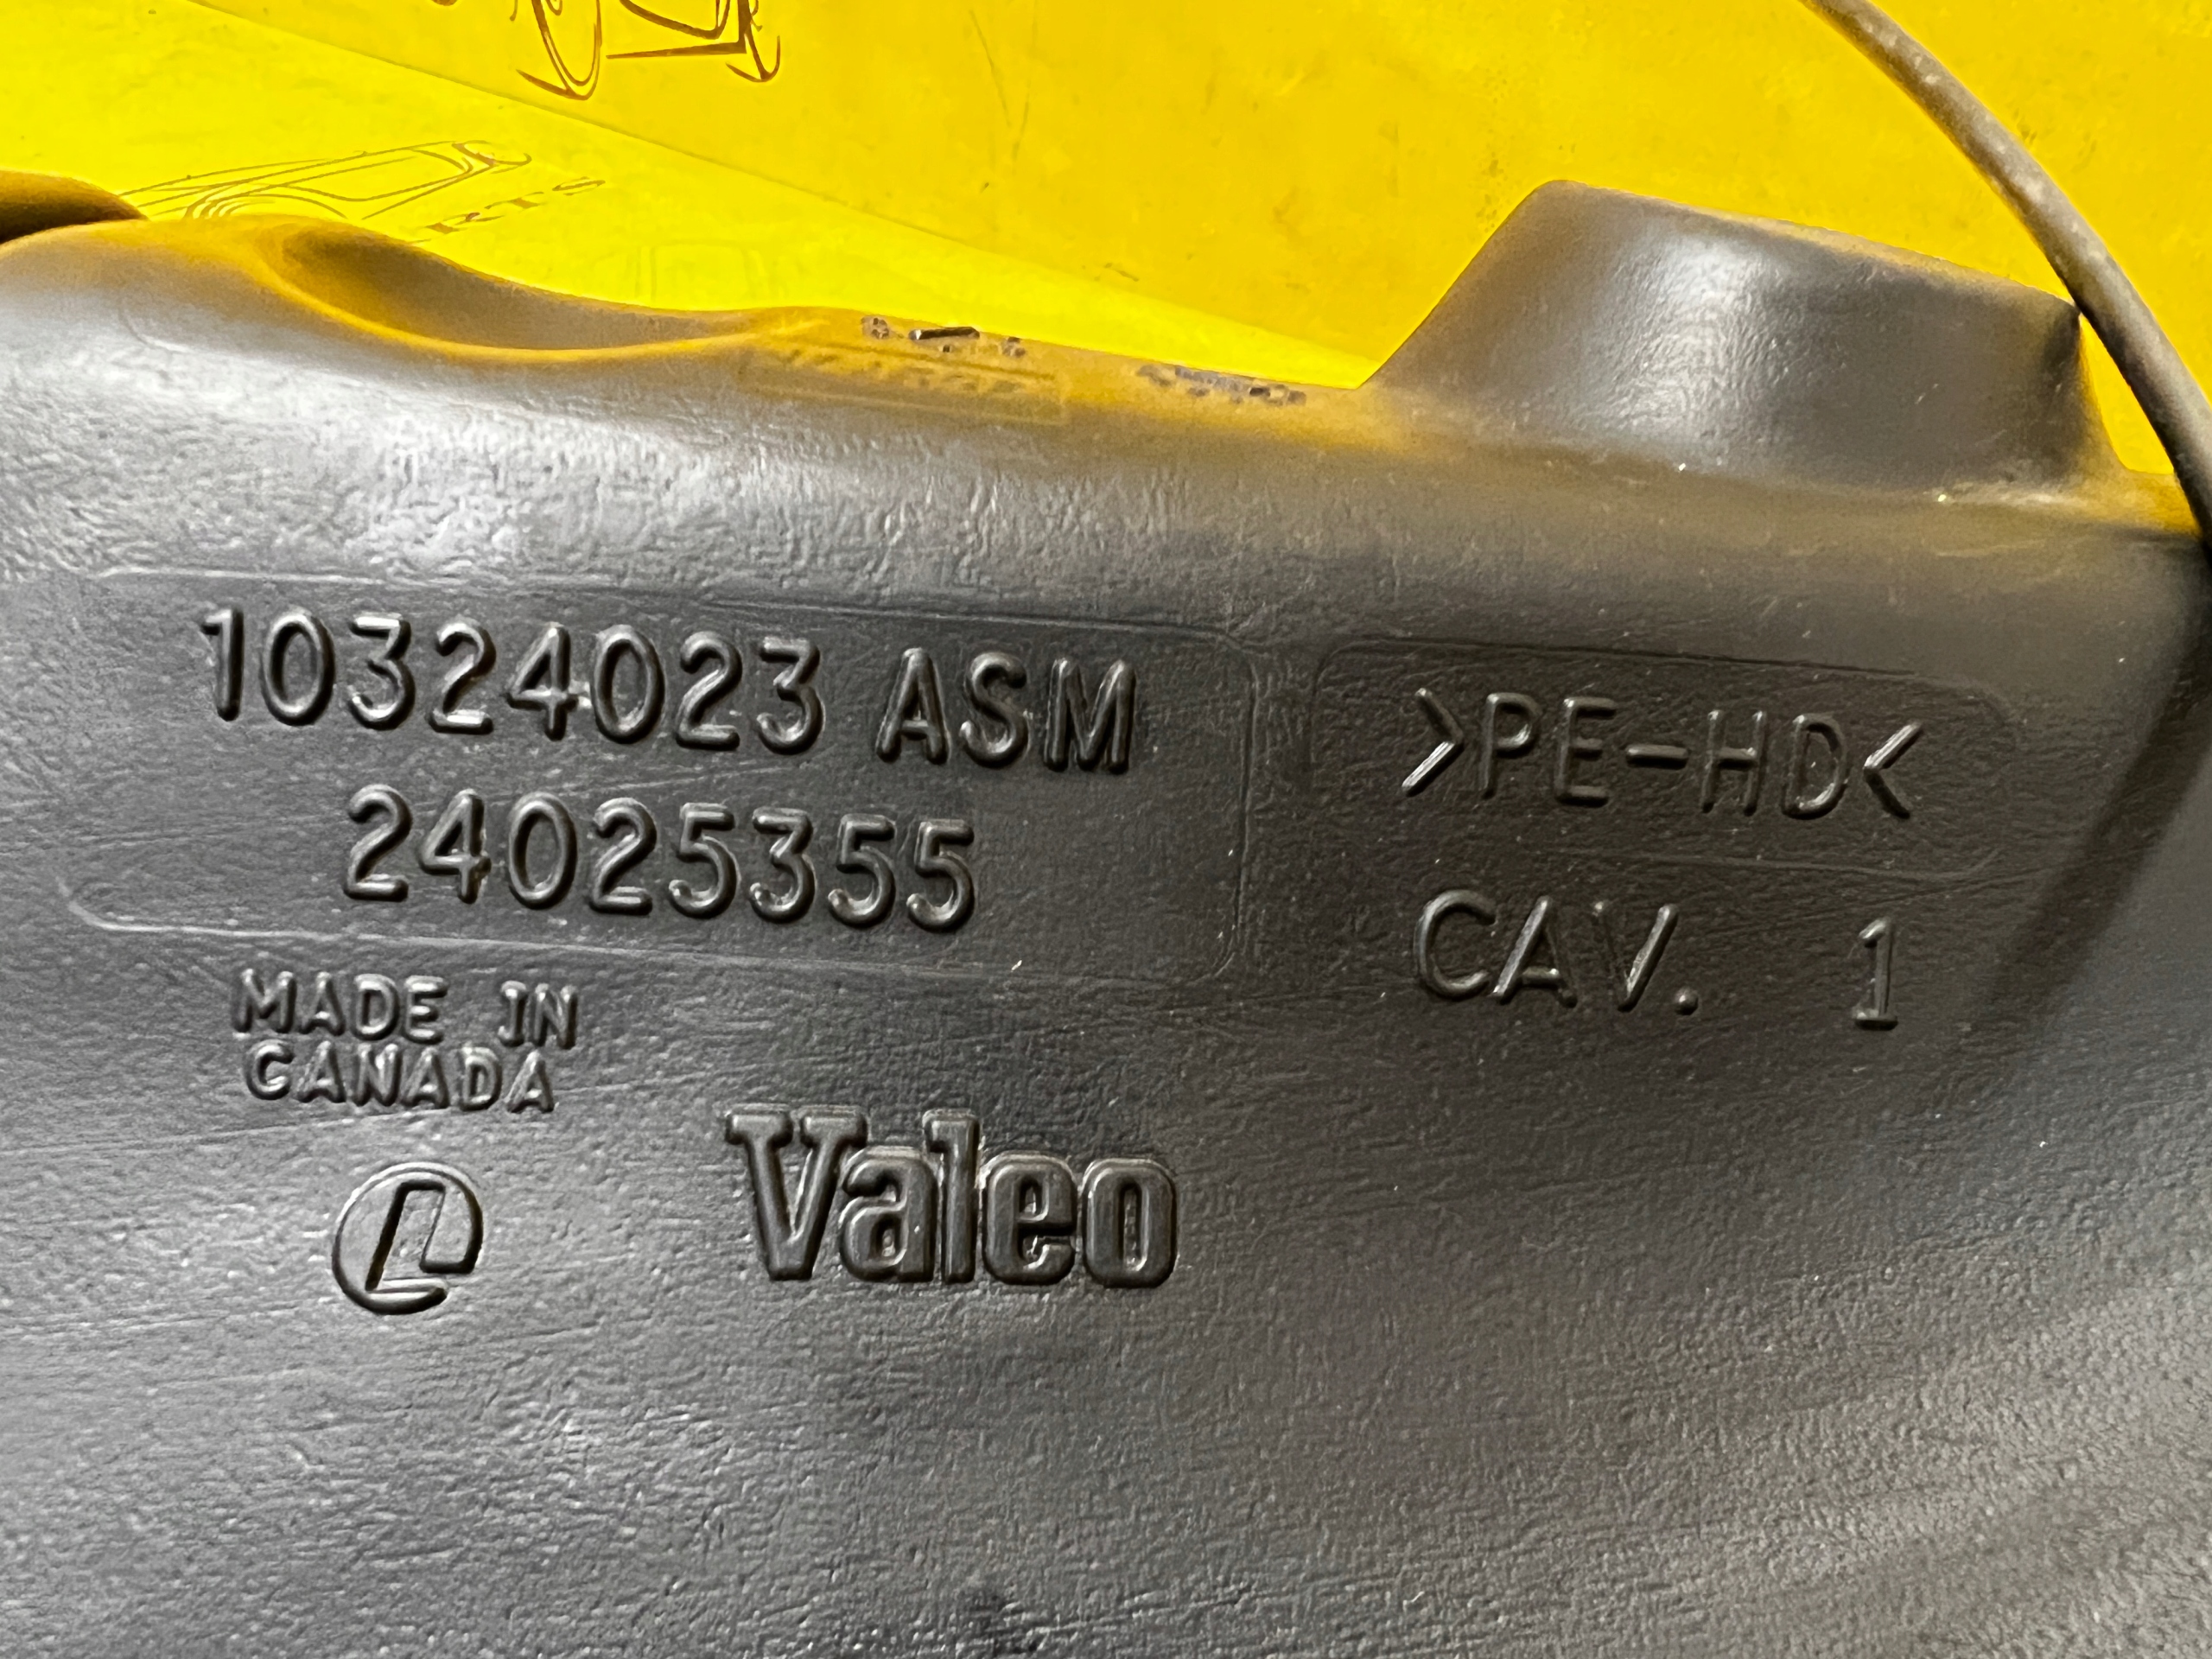 10324023 ASM
24025355
>PE-HD<
CAV. 1
MADE IN
CANADA
Valeo